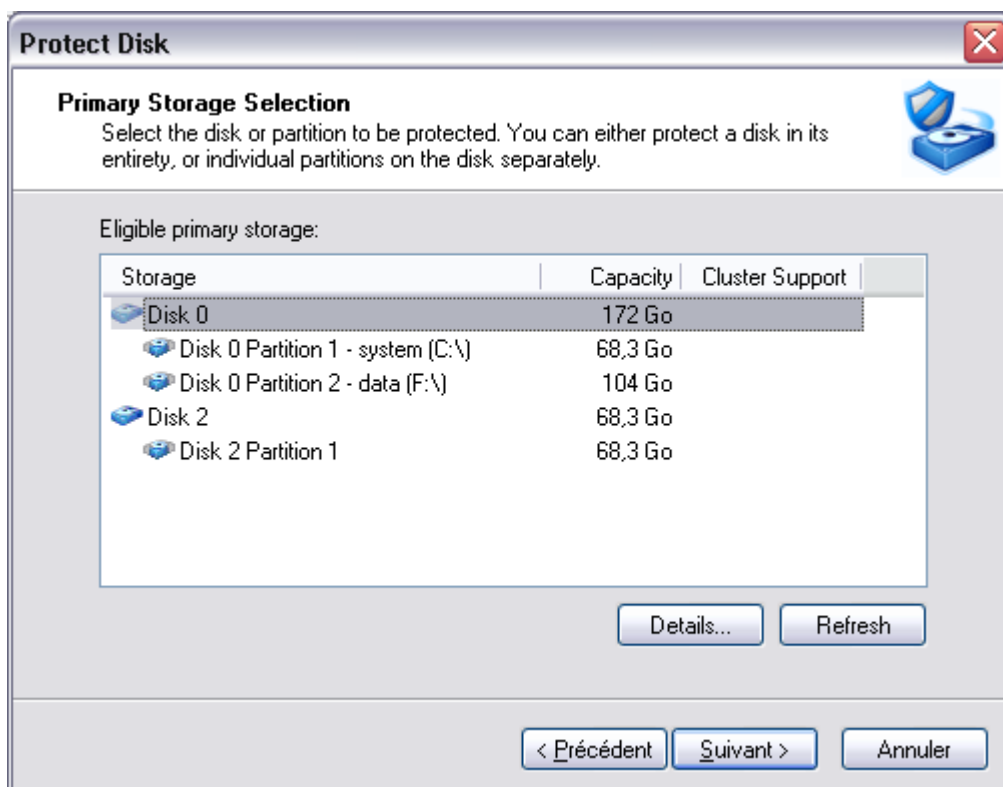 Protect Disk
Primary Storage Selection
Select the disk or partition to be protected. You can either protect a disk in its
entirety, or individual partitions on the disk separately.
Eligible primary storage:
Storage Capacity Cluster Support
Disk 0 172 Go
Disk 0 Partition 1 - system (C:\) 68,3 Go
Disk 0 Partition 2 - data (F:\) 104 Go
Disk 2 68,3 Go
Disk 2 Partition 1 68,3 Go
Details... Refresh
< Précédent Suivant > Annuler